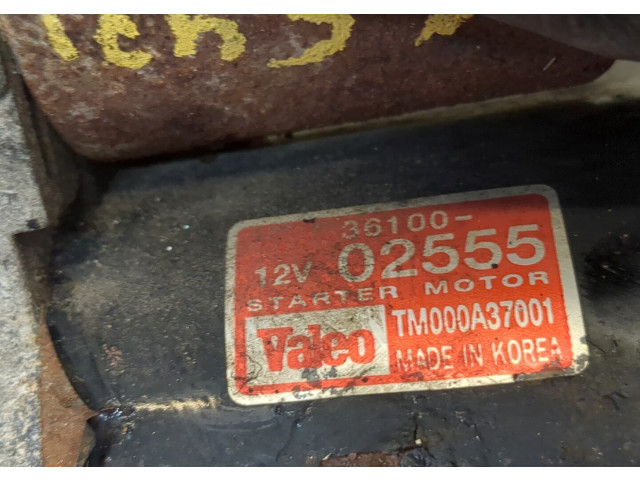 36100-
12V 02555
STARTER MOTOR
Valeo TM000A37001
MADE IN KOREA